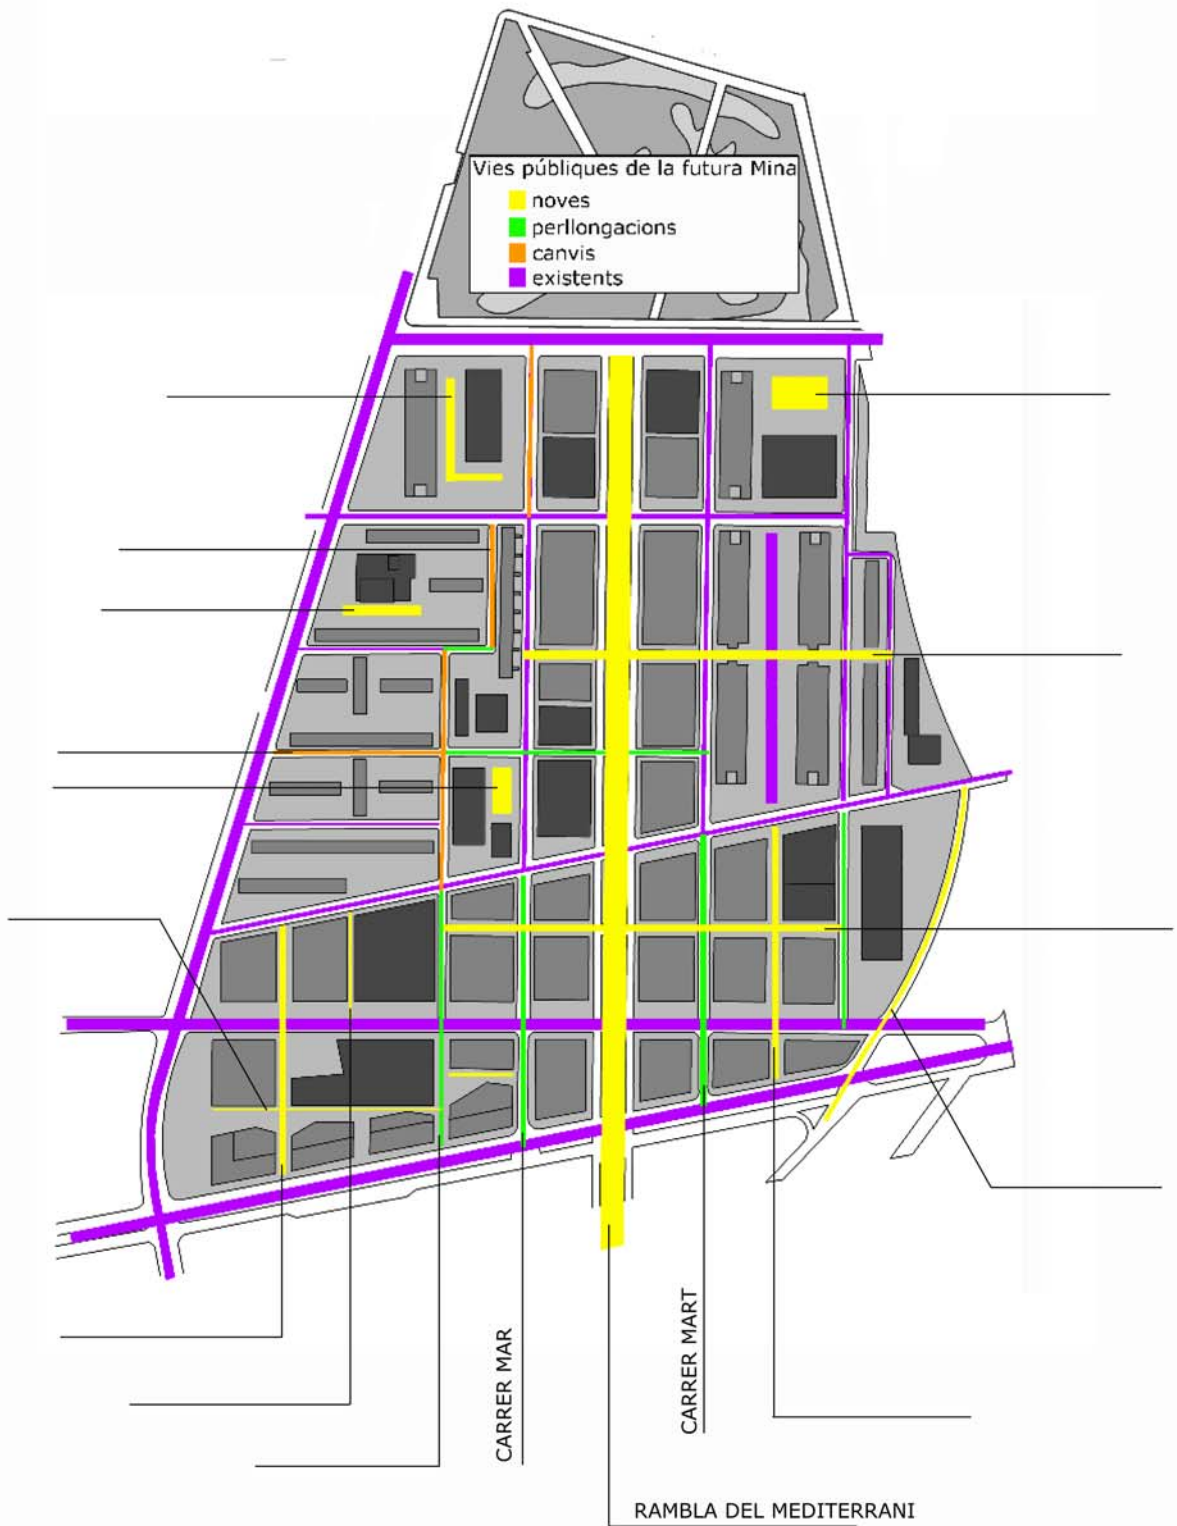 Vies públiques de la futura Mina
noves
perllongacions
canvis
existents
CARRER MAR
CARRER MART
RAMBLA DEL MEDITERRANI